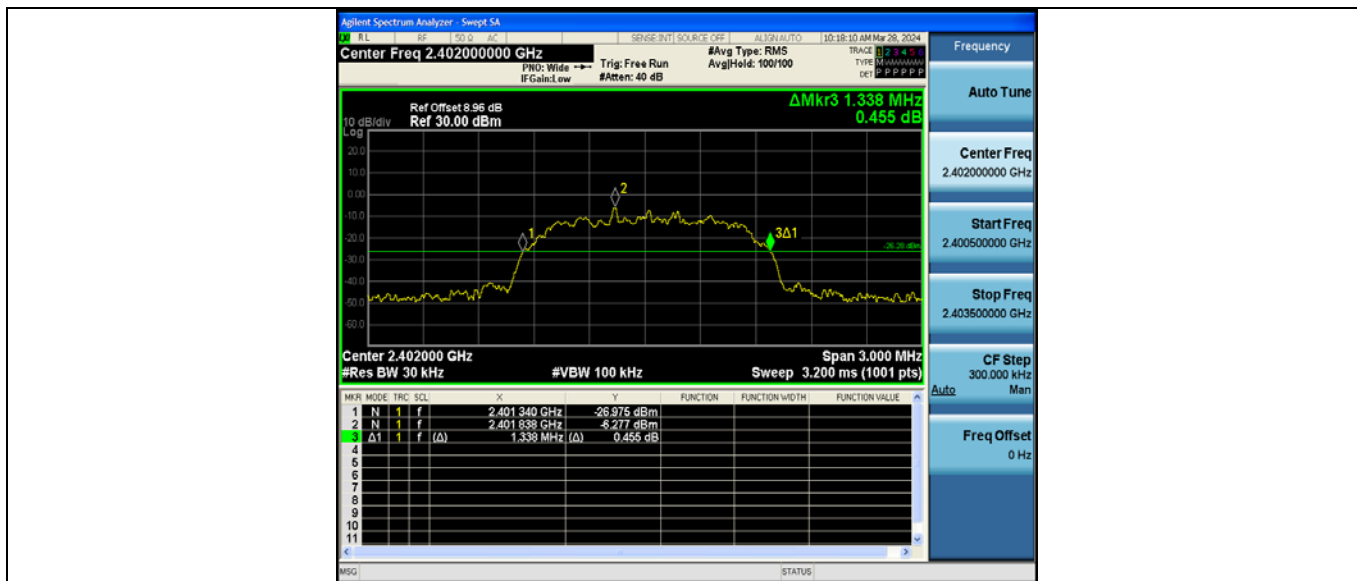 Agilent Spectrum Analyzer - Swept SA
RL RF 50 Ω AC SENSE:INT SOURCE OFF ALIGN AUTO 10:18:10 AM Mar 28, 2024
Center Freq 2.402000000 GHz
PNO: Wide
IFGain:Low
Trig: Free Run
#Atten: 40 dB
#Avg Type: RMS
Avg|Hold: 100/100
TRACE 1 2 3 4 5 6
TYPE M
DET P P P P P P
Frequency
Auto Tune
Center Freq
2.402000000 GHz
Start Freq
2.400500000 GHz
Stop Freq
2.403500000 GHz
CF Step
300.000 kHz
Auto Man
Freq Offset
0 Hz
ΔMkr3 1.338 MHz
0.455 dB
Ref Offset 8.96 dB
10 dB/div Ref 30.00 dBm
Log
20.0
10.0
0.00
-10.0
-20.0
-30.0
-40.0
-50.0
-60.0
2
1
3Δ1
-26.28 dBm
Center 2.402000 GHz Span 3.000 MHz
#Res BW 30 kHz #VBW 100 kHz Sweep 3.200 ms (1001 pts)
MKR MODE TRC SCL X Y FUNCTION FUNCTION WIDTH FUNCTION VALUE
1 N 1 f 2.401 340 GHz -26.975 dBm
2 N 1 f 2.401 838 GHz -6.277 dBm
3 Δ1 1 f (Δ) 1.338 MHz (Δ) 0.455 dB
4
5
6
7
8
9
10
11
MSG STATUS